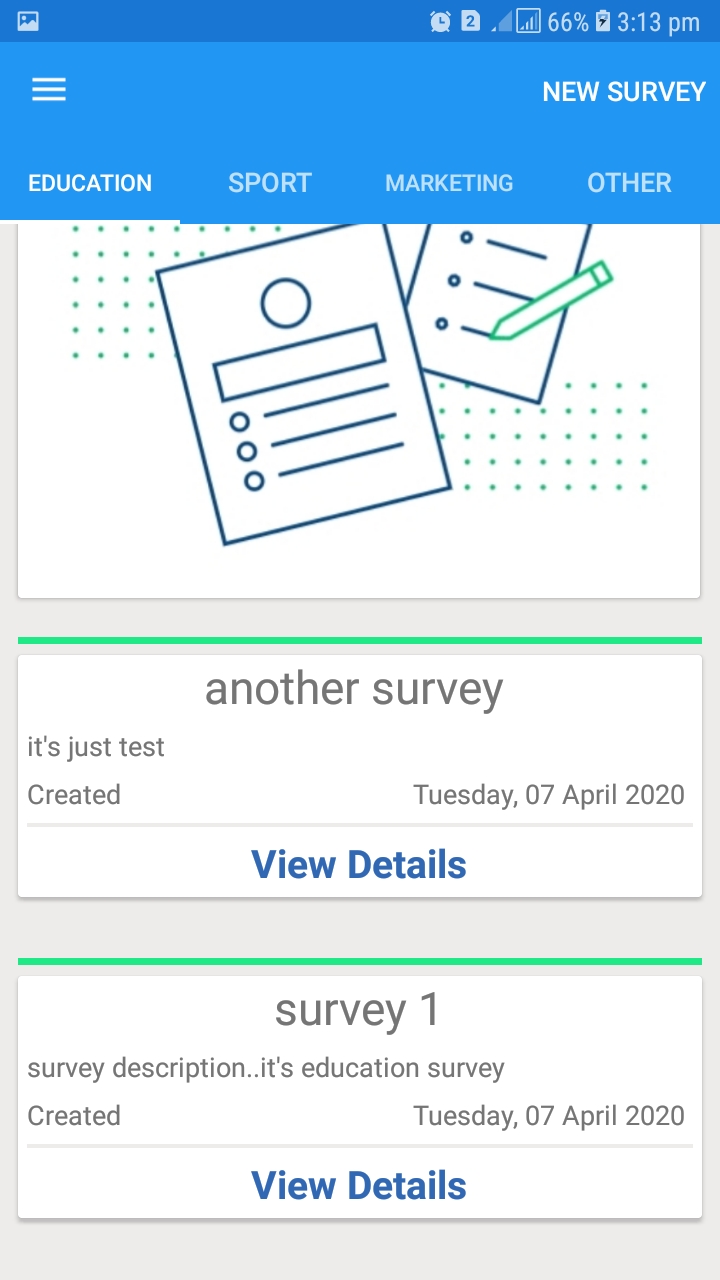 2 66% 3:13 pm
NEW SURVEY
EDUCATION SPORT MARKETING OTHER
another survey
it's just test
Created Tuesday, 07 April 2020
View Details
survey 1
survey description..it's education survey
Created Tuesday, 07 April 2020
View Details